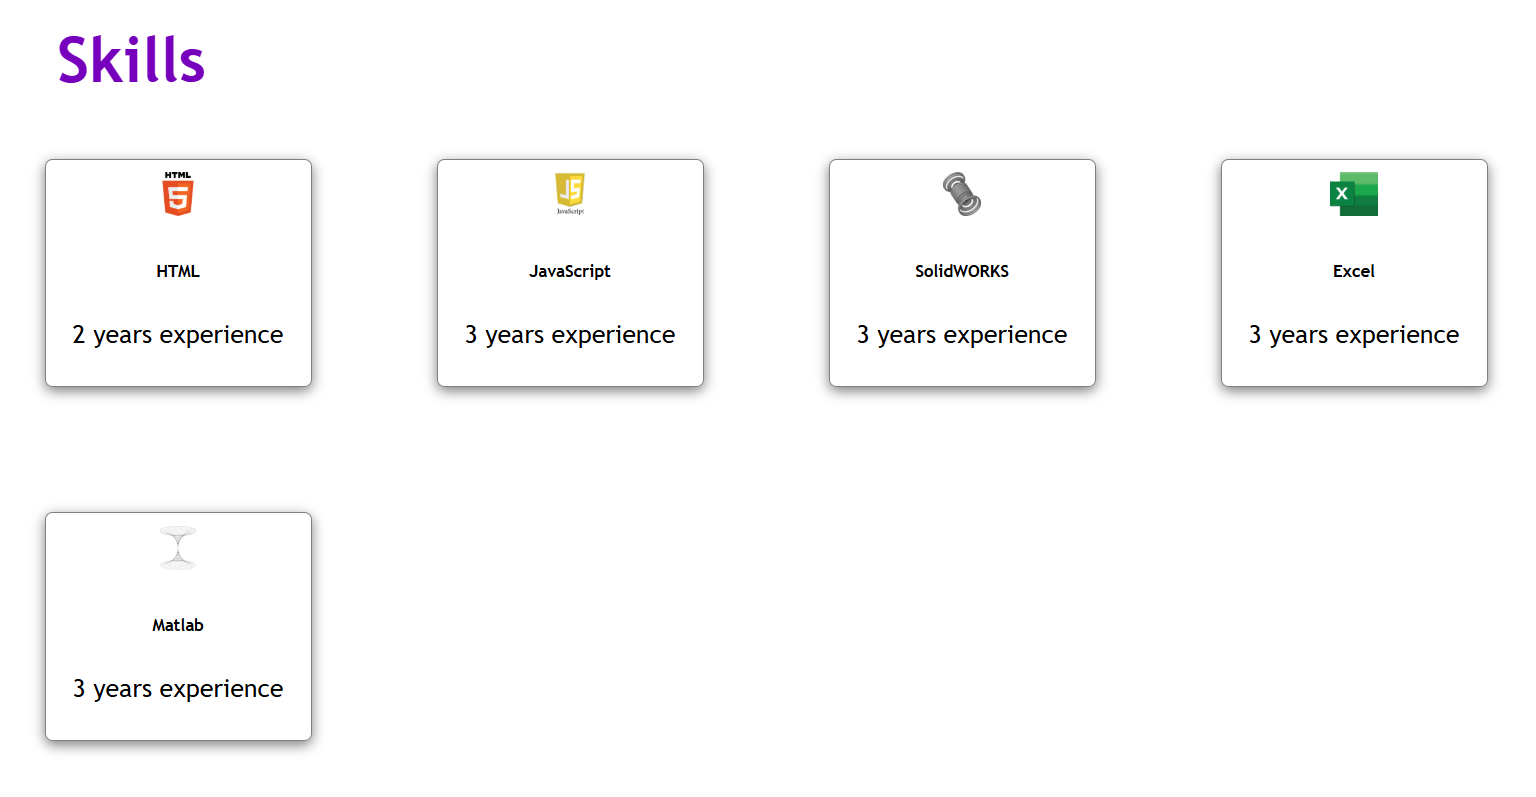 Skills
HTML
5
HTML
2 years experience
JS
JavaScript
JavaScript
3 years experience
SolidWORKS
3 years experience
X
Excel
3 years experience
Matlab
3 years experience